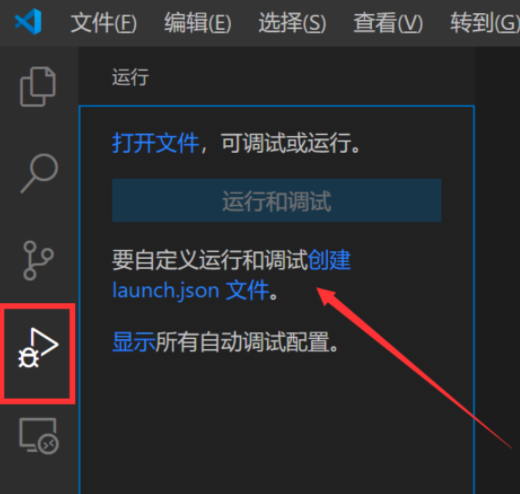 文件(F) 编辑(E) 选择(S) 查看(V) 转到(G)
运行
打开文件，可调试或运行。
运行和调试
要自定义运行和调试创建
launch.json 文件。
显示所有自动调试配置。